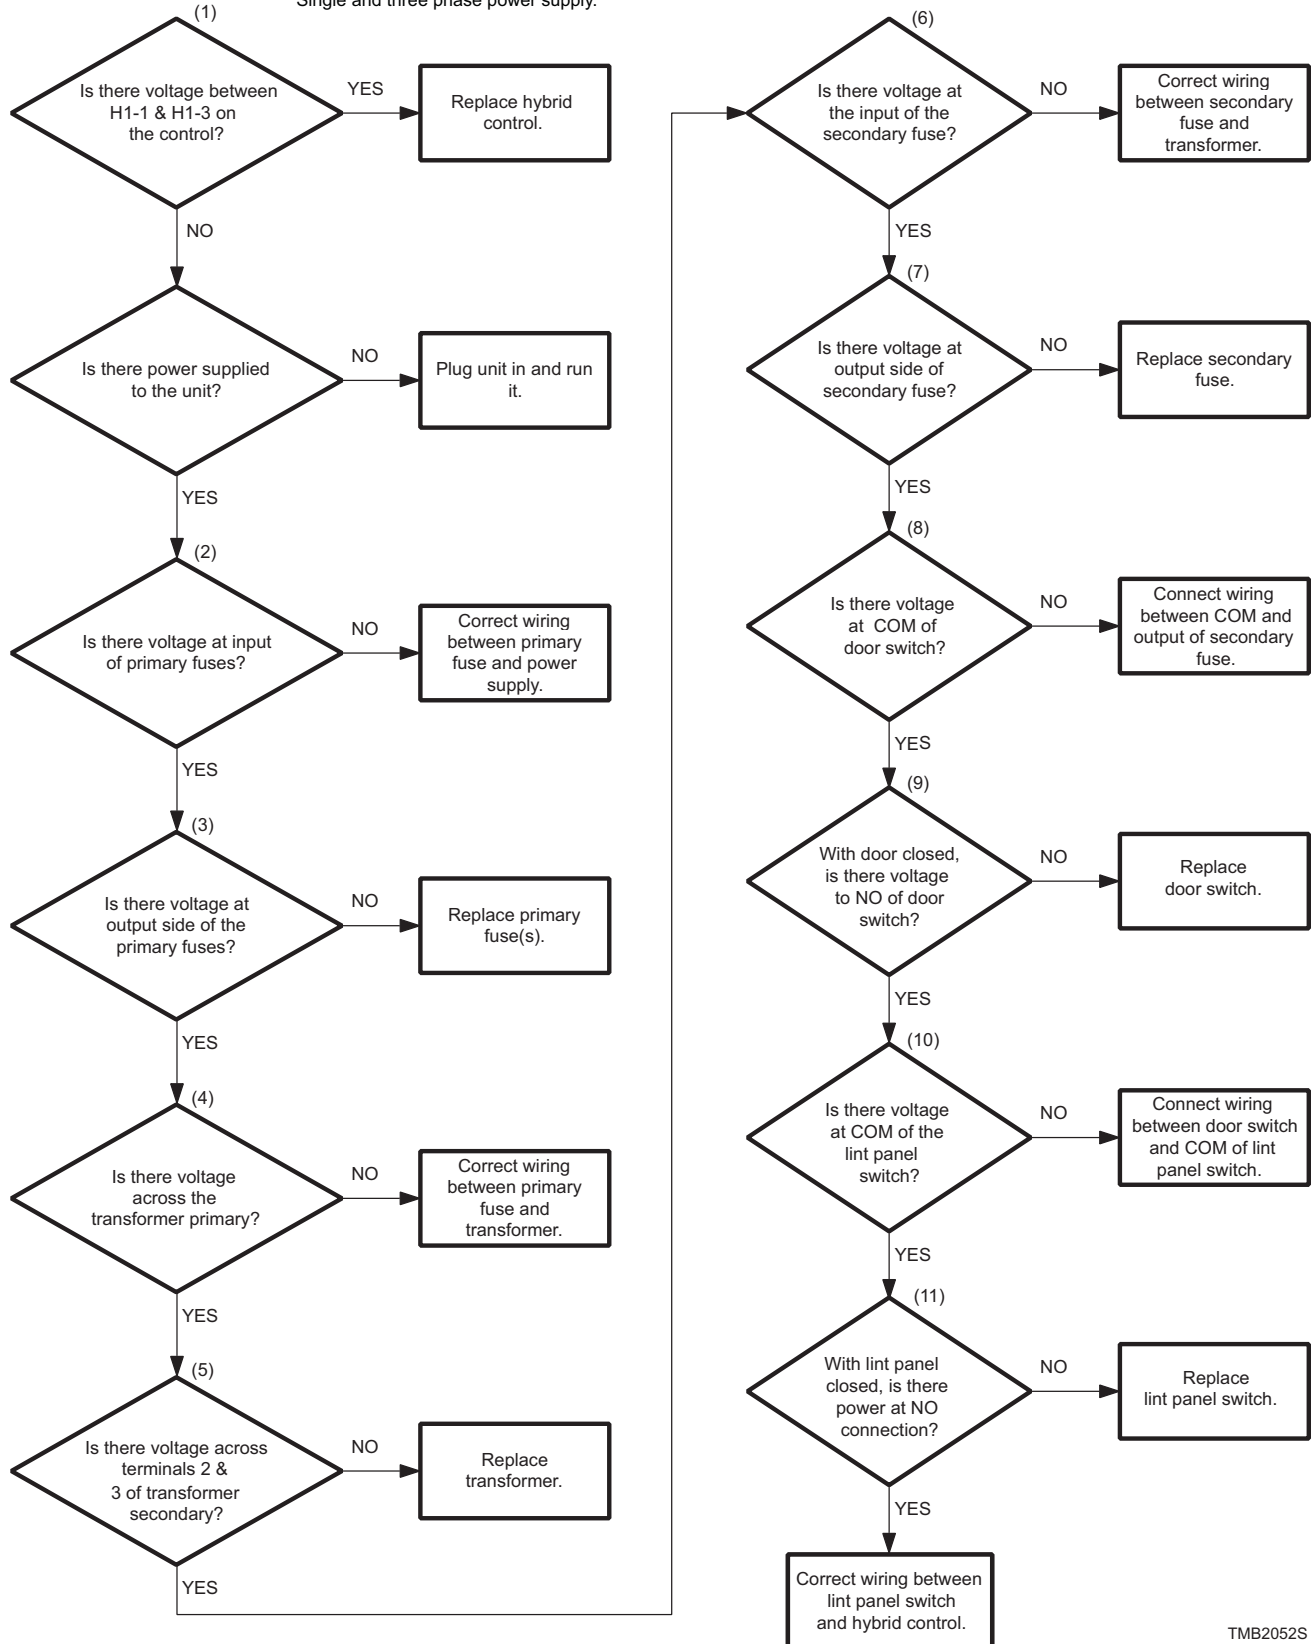 Single and three phase power supply.
(1)
Is there voltage between
H1-1 & H1-3 on
the control?
YES
Replace hybrid
control.
NO
Is there power supplied
to the unit?
NO
Plug unit in and run
it.
YES
(2)
Is there voltage at input
of primary fuses?
NO
Correct wiring
between primary
fuse and power
supply.
YES
(3)
Is there voltage at
output side of the
primary fuses?
NO
Replace primary
fuse(s).
YES
(4)
Is there voltage
across the
transformer primary?
NO
Correct wiring
between primary
fuse and
transformer.
YES
(5)
Is there voltage across
terminals 2 &
3 of transformer
secondary?
NO
Replace
transformer.
YES
(6)
Is there voltage at
the input of the
secondary fuse?
NO
Correct wiring
between secondary
fuse and
transformer.
YES
(7)
Is there voltage at
output side of
secondary fuse?
NO
Replace secondary
fuse.
YES
(8)
Is there voltage
at COM of
door switch?
NO
Connect wiring
between COM and
output of secondary
fuse.
YES
(9)
With door closed,
is there voltage
to NO of door
switch?
NO
Replace
door switch.
YES
(10)
Is there voltage
at COM of the
lint panel
switch?
NO
Connect wiring
between door switch
and COM of lint
panel switch.
YES
(11)
With lint panel
closed, is there
power at NO
connection?
NO
Replace
lint panel switch.
YES
Correct wiring between
lint panel switch
and hybrid control.
TMB2052S